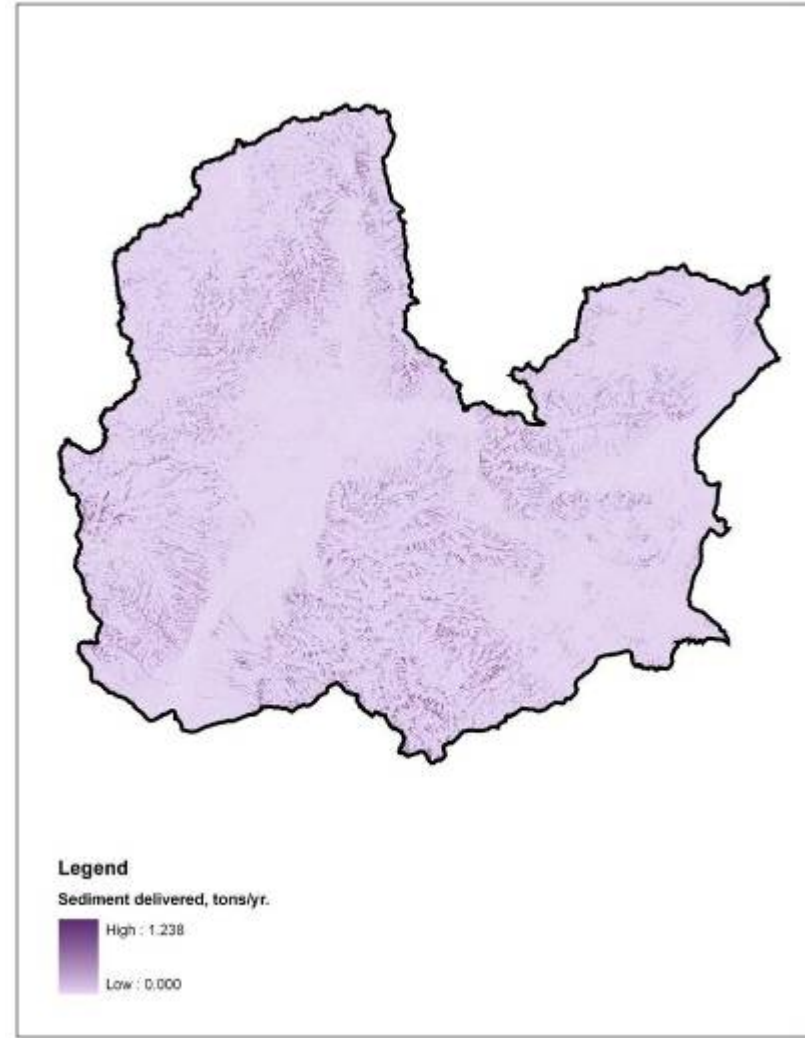 Legend
Sediment delivered, tons/yr.
High : 1.238
Low : 0.000